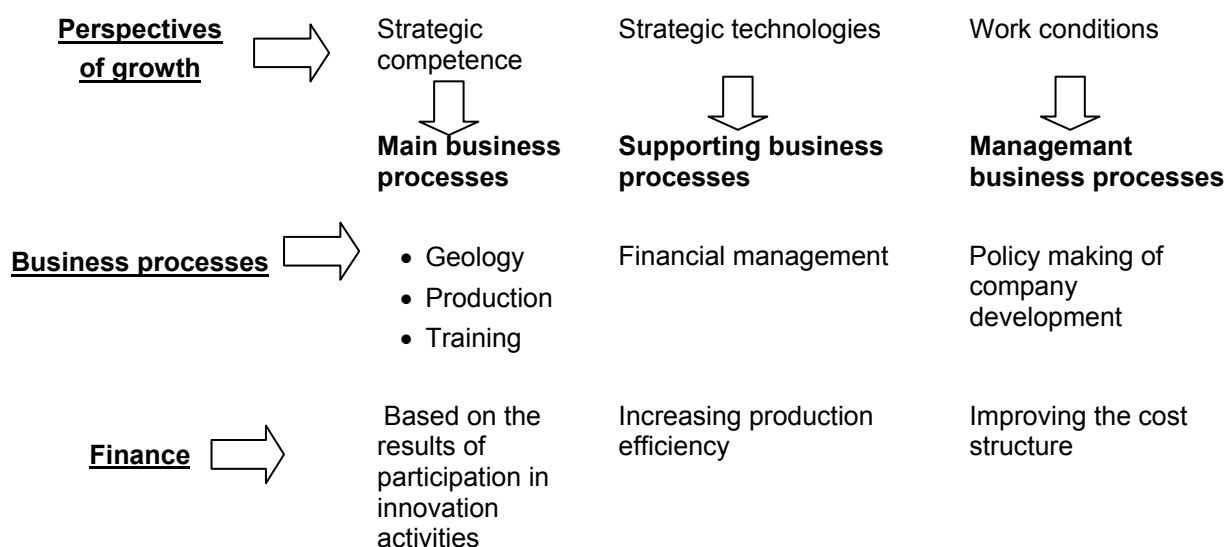 Perspectives
of growth
Strategic
competence
Strategic technologies
Work conditions
Main business
processes
Supporting business
processes
Managemant
business processes
Business processes
• Geology
• Production
• Training
Financial management
Policy making of
company
development
Finance
Based on the
results of
participation in
innovation
activities
Increasing production
efficiency
Improving the cost
structure